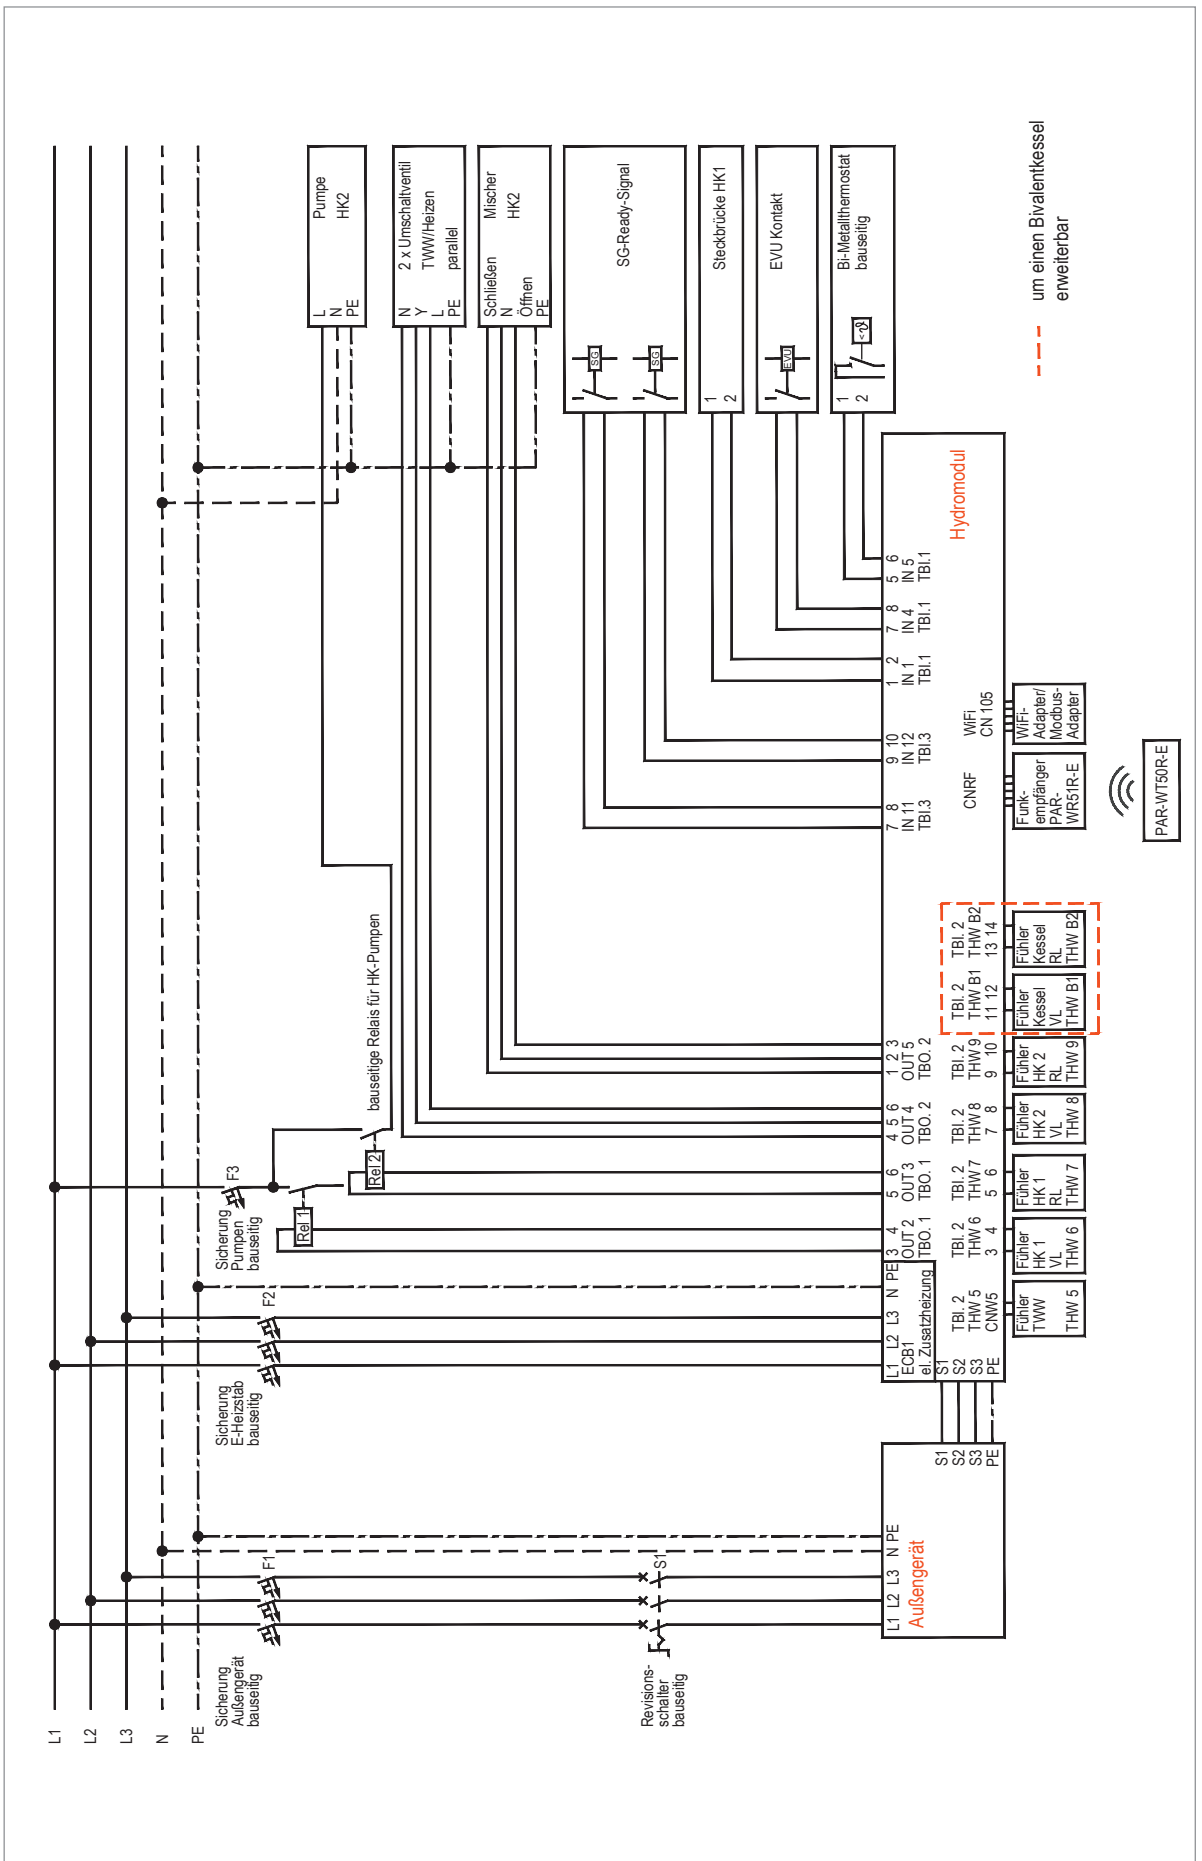 L1
L2
L3
N
PE
Sicherung
Außengerät
bauseitig
F1
Revisions-
schalter
bauseitig
S1
L1 L2 L3 N PE
Außengerät
S1
S2
S3
PE
Sicherung
E-Heizstab
bauseitig
F2
Sicherung
Pumpen
bauseitig
F3
Rel 1
Rel 2
bauseitige Relais für HK-Pumpen
Pumpe
HK2
L
N
PE
2 x Umschaltventil
TWW/Heizen
parallel
N
Y
L
PE
Mischer
HK2
Schließen
N
Öffnen
PE
SG-Ready-Signal
SG
SG
Steckbrücke HK1
1
2
EVU Kontakt
EVU
Bi-Metallthermostat
bauseitig
<ϑ
1
2
um einen Bivalentkessel
erweiterbar
Hydromodul
L1 L2 L3 N PE
ECB1
el. Zusatzheizung
S1
S2
S3
PE
3 4
OUT 2
TBO. 1
5 6
OUT 3
TBO. 1
4 5 6
OUT 4
TBO. 2
1 2 3
OUT 5
TBO. 2
7 8
IN 11
TBI.3
9 10
IN 12
TBI.3
1 2
IN 1
TBI.1
7 8
IN 4
TBI.1
5 6
IN 5
TBI.1
TBI. 2
THW 5
CNW5
TBI. 2
THW 6
3 4
TBI. 2
THW 7
5 6
TBI. 2
THW 8
7 8
TBI. 2
THW 9
9 10
TBI. 2
THW B1
11 12
TBI. 2
THW B2
13 14
CNRF
WiFi
CN 105
Fühler
TWW
THW 5
Fühler
HK 1
VL
THW 6
Fühler
HK 1
RL
THW 7
Fühler
HK 2
VL
THW 8
Fühler
HK 2
RL
THW 9
Fühler
Kessel
VL
THW B1
Fühler
Kessel
RL
THW B2
Funk-
empfänger
PAR-
WR51R-E
WiFi-
Adapter/
Modbus-
Adapter
PAR-WT50R-E